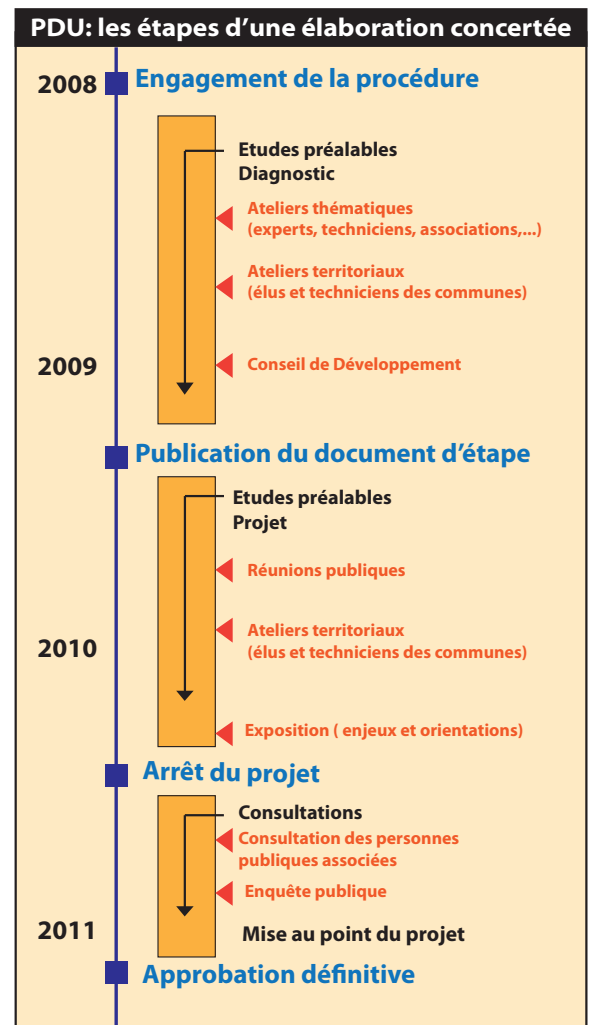 PDU: les étapes d'une élaboration concertée
2008
Engagement de la procédure
Etudes préalables
Diagnostic
Ateliers thématiques
(experts, techniciens, associations,...)
Ateliers territoriaux
(élus et techniciens des communes)
2009
Conseil de Développement
Publication du document d'étape
Etudes préalables
Projet
Réunions publiques
2010
Ateliers territoriaux
(élus et techniciens des communes)
Exposition ( enjeux et orientations)
Arrêt du projet
Consultations
Consultation des personnes
publiques associées
Enquête publique
2011
Mise au point du projet
Approbation définitive